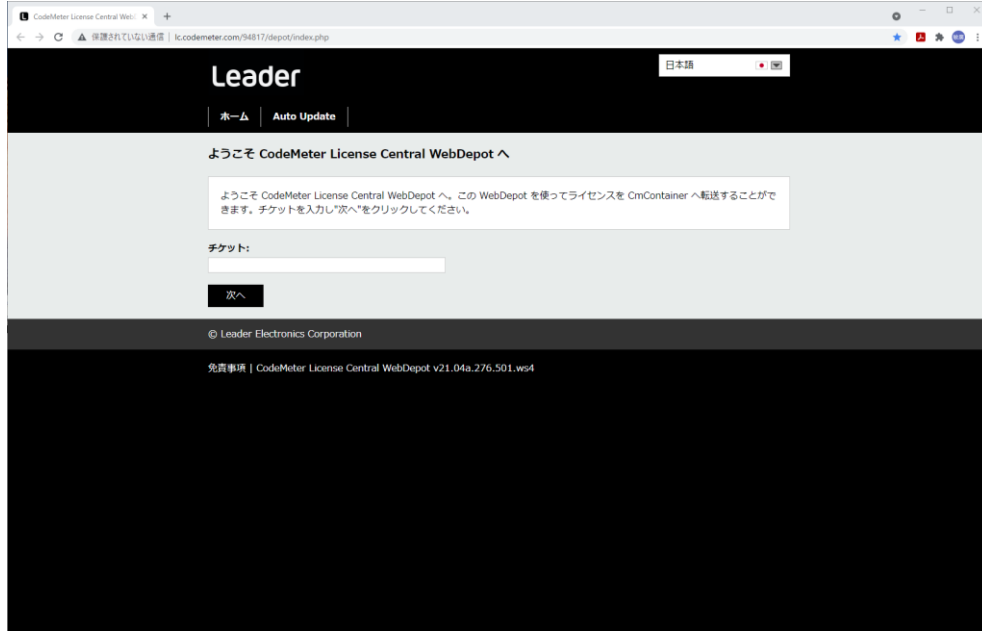 CodeMeter License Central Web
保護されていない通信 | lc.codemeter.com/94817/depot/index.php
Leader
日本語
ホーム
Auto Update
ようこそ CodeMeter License Central WebDepot へ
ようこそ CodeMeter License Central WebDepot へ。この WebDepot を使ってライセンスを CmContainer へ転送することがで
きます。チケットを入力し"次へ"をクリックしてください。
チケット:
次へ
© Leader Electronics Corporation
免責事項 | CodeMeter License Central WebDepot v21.04a.276.501.ws4